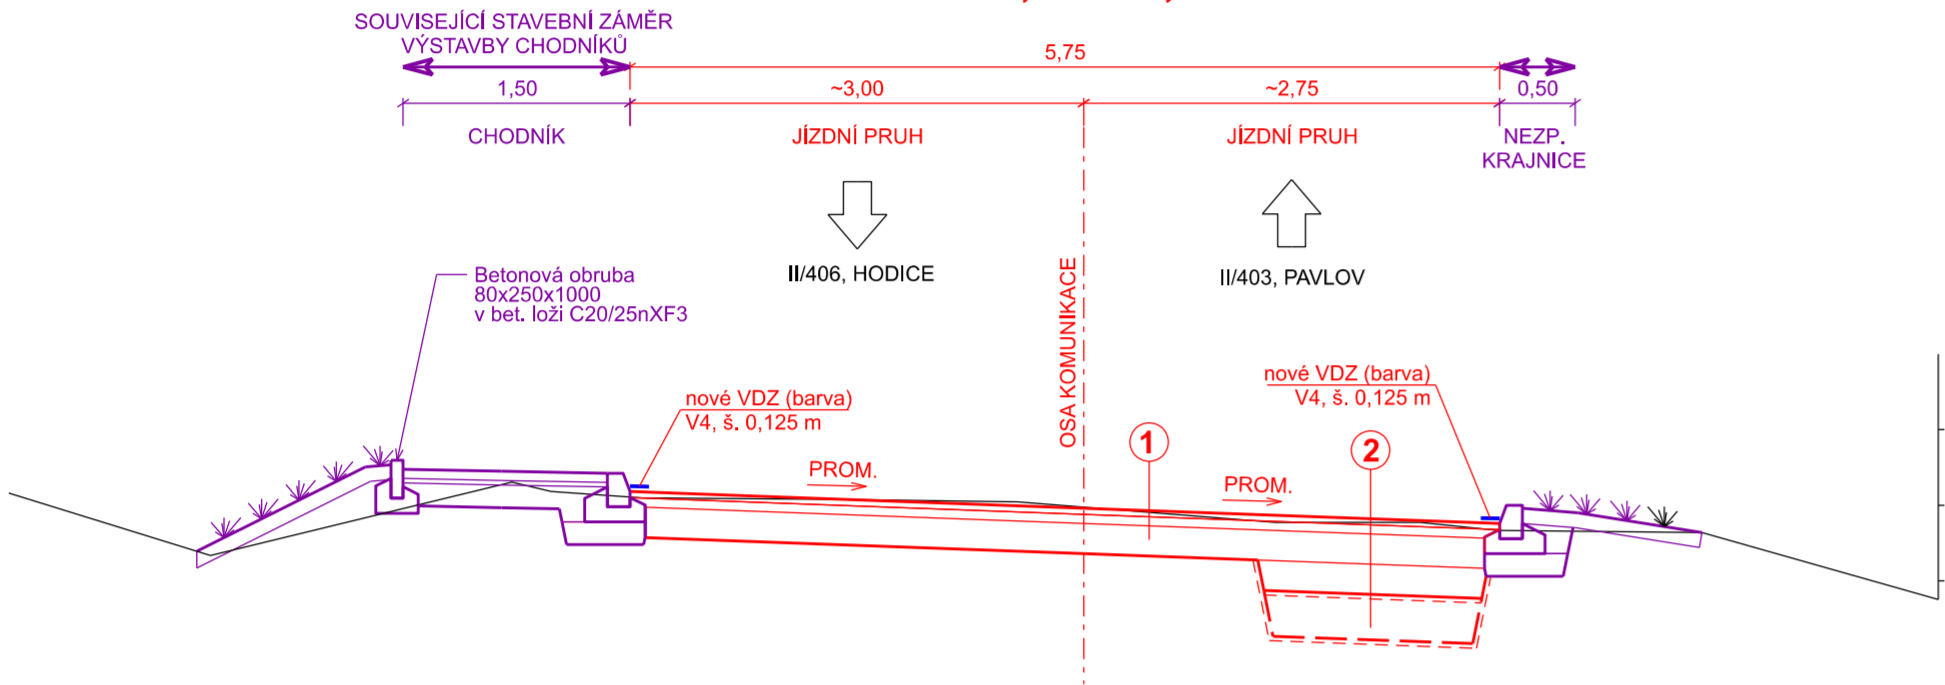 SOUVISEJÍCÍ STAVEBNÍ ZÁMĚR
VÝSTAVBY CHODNÍKŮ
5,75
1,50
~3,00
~2,75
0,50
CHODNÍK
JÍZDNÍ PRUH
JÍZDNÍ PRUH
NEZP.
KRAJNICE
II/406, HODICE
II/403, PAVLOV
OSA KOMUNIKACE
Betonová obruba
80x250x1000
v bet. loži C20/25nXF3
nové VDZ (barva)
V4, š. 0,125 m
nové VDZ (barva)
V4, š. 0,125 m
1
2
PROM.
PROM.